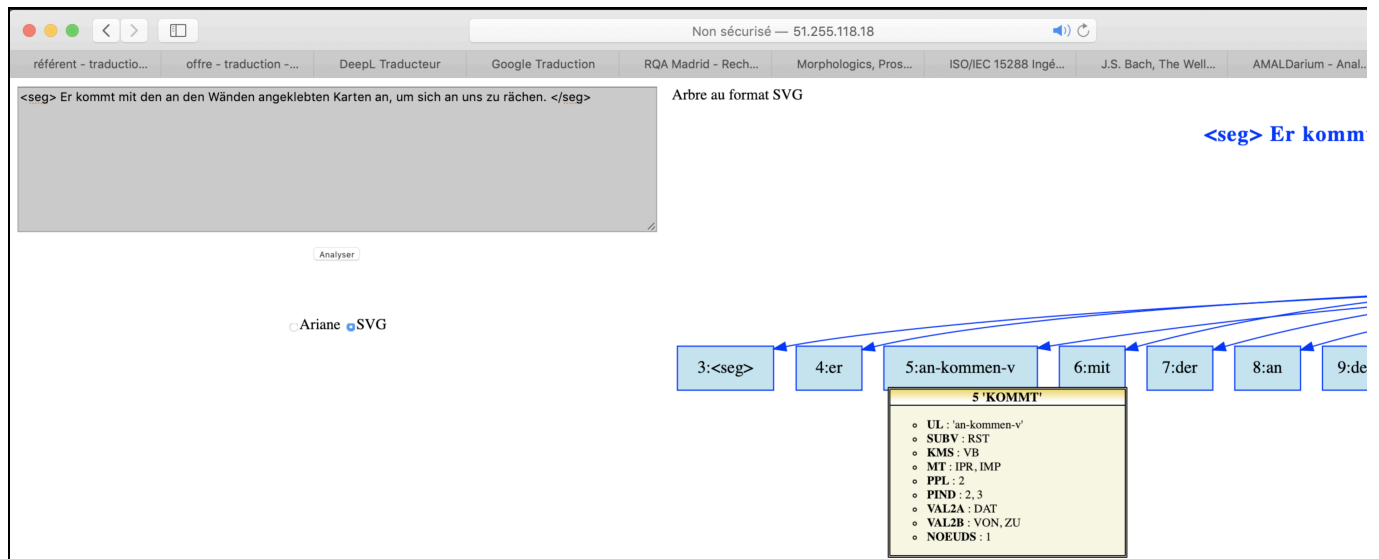 Non sécurisé — 51.255.118.18
référent - traductio... offre - traduction -... DeepL Traducteur Google Traduction RQA Madrid - Rech... Morphologics, Pros... ISO/IEC 15288 Ingé... J.S. Bach, The Well... AMALDarium - Anal...
<seg> Er kommt mit den an den Wänden angeklebten Karten an, um sich an uns zu rächen. </seg>
Arbre au format SVG
<seg> Er komm
Analyser
Ariane SVG
3:<seg> 4:er 5:an-kommen-v 6:mit 7:der 8:an 9:de
5 'KOMMT'
UL : 'an-kommen-v'
SUBV : RST
KMS : VB
MT : IPR, IMP
PPL : 2
PIND : 2, 3
VAL2A : DAT
VAL2B : VON, ZU
NOEUDS : 1